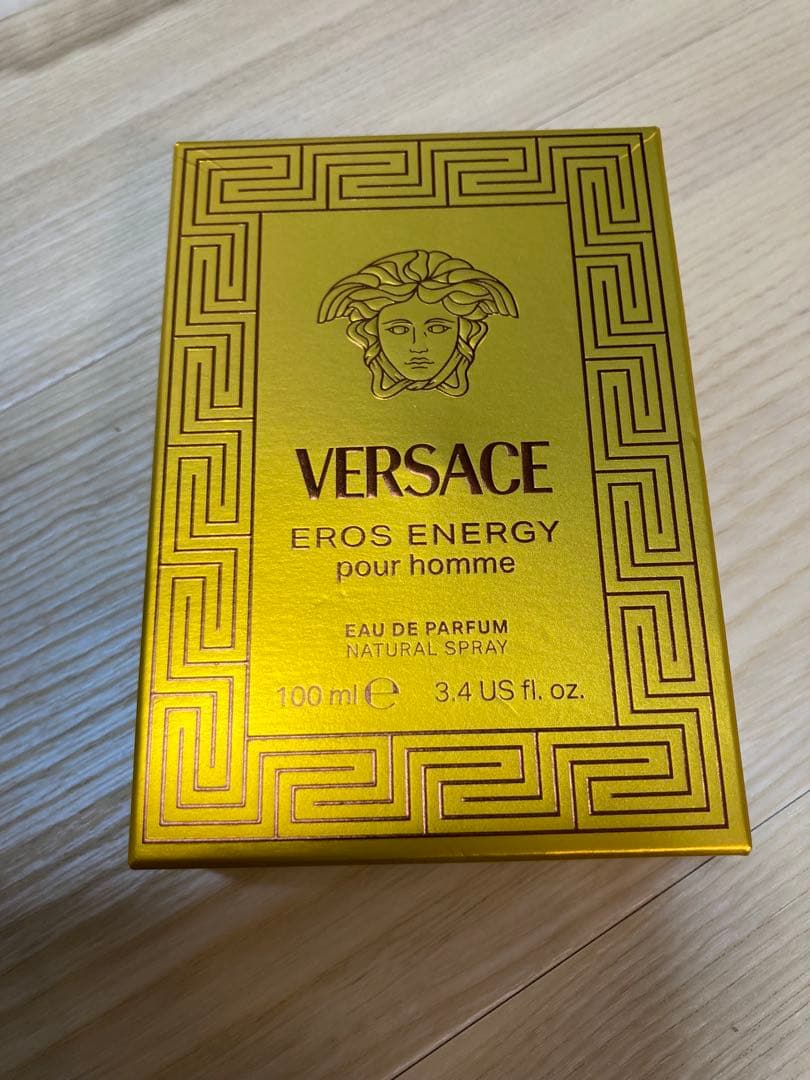 VERSACE
EROS ENERGY
pour homme
EAU DE PARFUM
NATURAL SPRAY
100 ml ℮ 3.4 US fl. oz.